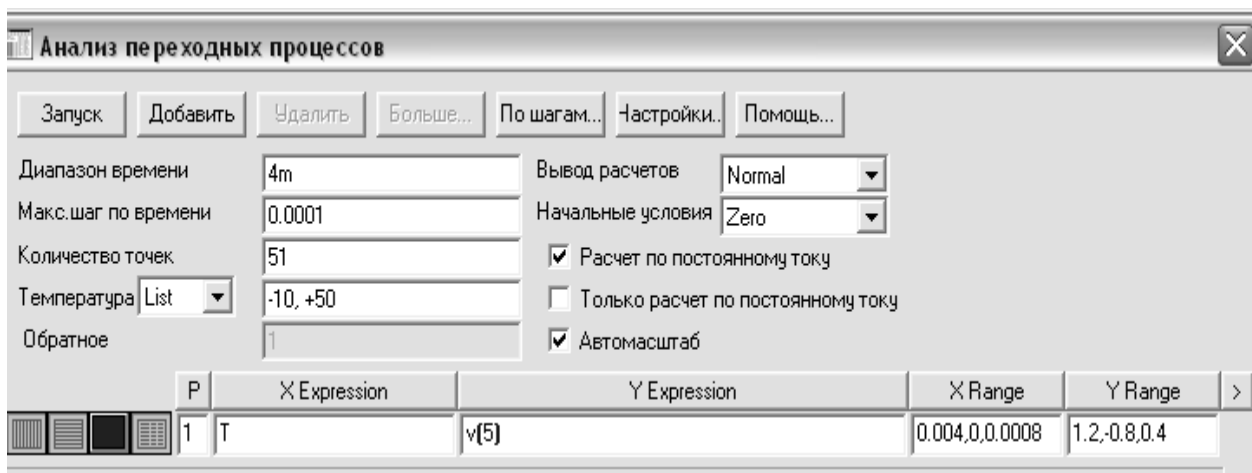 Анализ переходных процессов
Запуск Добавить Удалить Больше... По шагам... Настройки.. Помощь...
Диапазон времени 4m Вывод расчетов Normal
Макс.шаг по времени 0.0001 Начальные условия Zero
Количество точек 51 Расчет по постоянному току
Температура List -10, +50 Только расчет по постоянному току
Обратное 1 Автомасштаб
P X Expression Y Expression X Range Y Range >
1 T v(5) 0.004,0,0.0008 1.2,-0.8,0.4